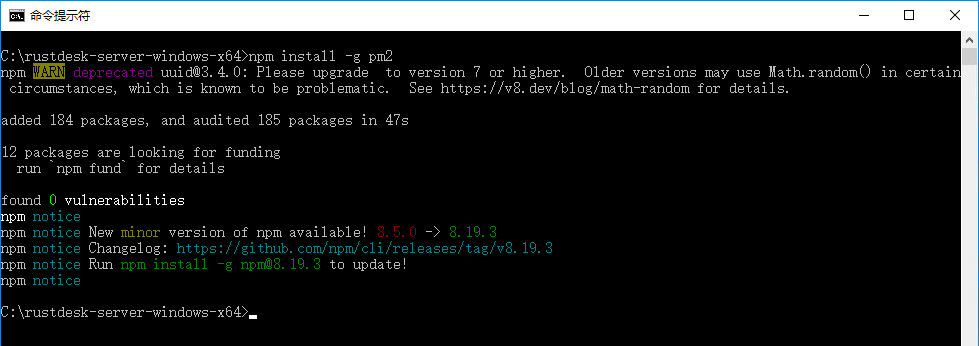 命令提示符
C:\rustdesk-server-windows-x64>npm install -g pm2
npm WARN deprecated uuid@3.4.0: Please upgrade  to version 7 or higher.  Older versions may use Math.random() in certain
 circumstances, which is known to be problematic.  See https://v8.dev/blog/math-random for details.
added 184 packages, and audited 185 packages in 47s
12 packages are looking for funding
  run `npm fund` for details
found 0 vulnerabilities
npm notice
npm notice New minor version of npm available! 8.5.0 -> 8.19.3
npm notice Changelog: https://github.com/npm/cli/releases/tag/v8.19.3
npm notice Run npm install -g npm@8.19.3 to update!
npm notice
C:\rustdesk-server-windows-x64>